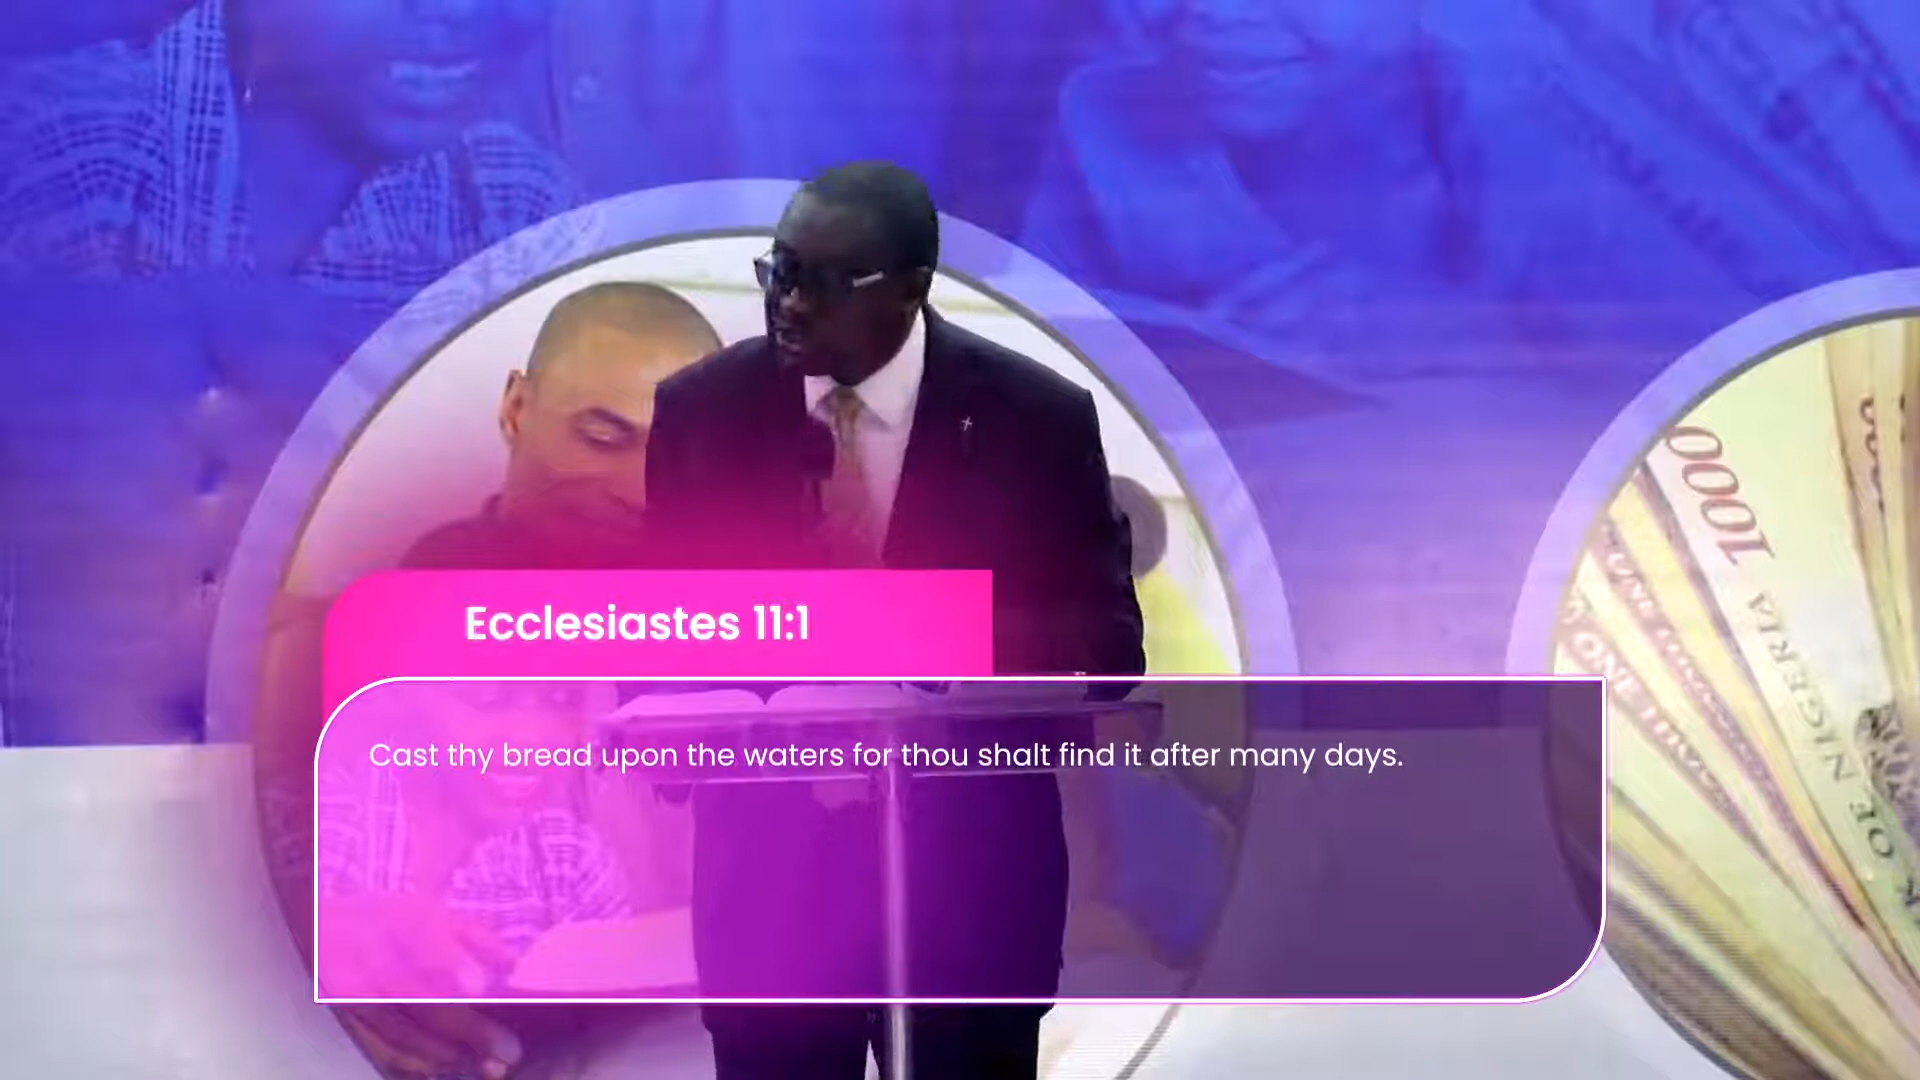 Ecclesiastes 11:1
Cast thy bread upon the waters for thou shalt find it after many days.
1000
OF NIGERIA